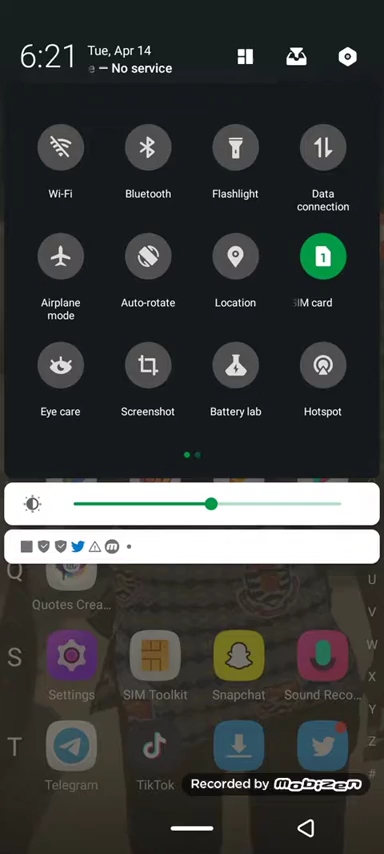 6:21
Tue, Apr 14
e — No service
Wi-Fi
Bluetooth
Flashlight
Data
connection
Airplane
mode
Auto-rotate
Location
IM card
Eye care
Screenshot
Battery lab
Hotspot
Q
Quotes Crea...
U
V
W
X
Y
Z
#
S
Settings
SIM Toolkit
Snapchat
Sound Reco...
T
Telegram
TikTok
Recorded by mobizen